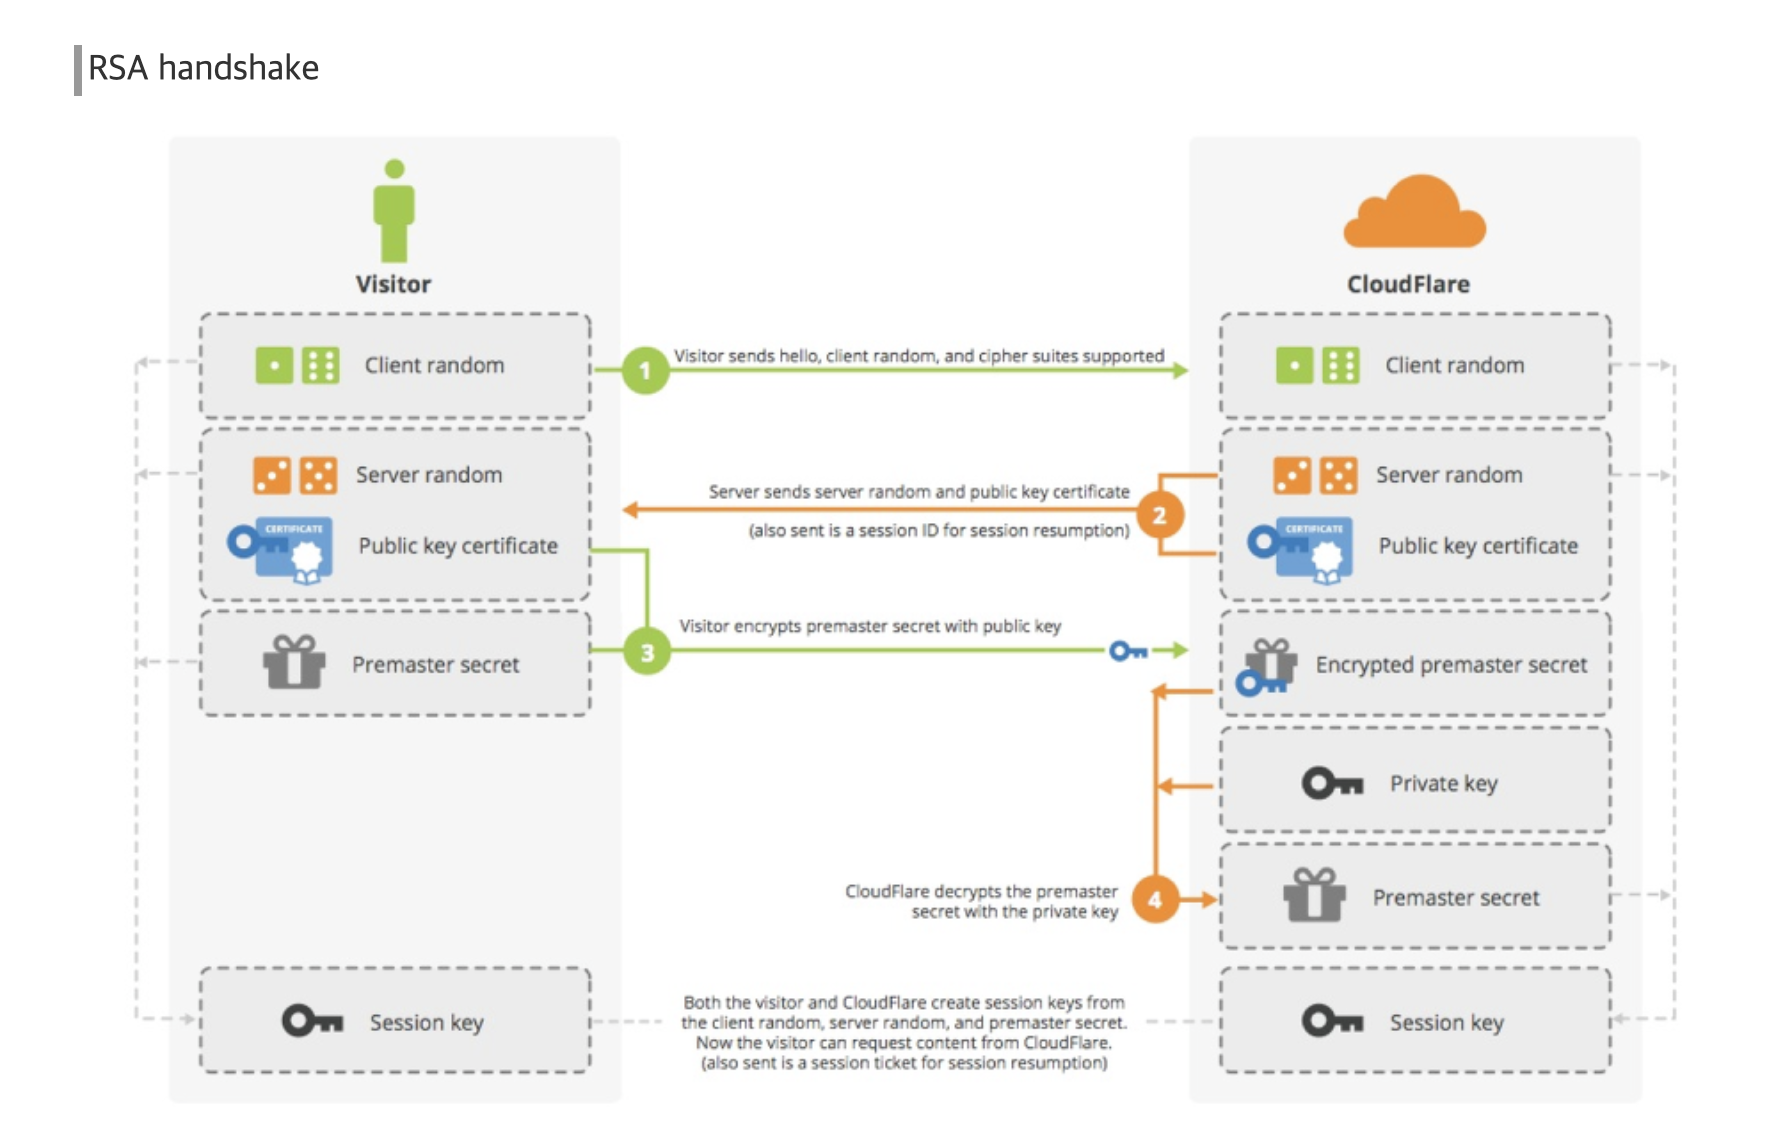 RSA handshake
Visitor
CloudFlare
Client random
1
Visitor sends hello, client random, and cipher suites supported
Client random
Server random
CERTIFICATE
Public key certificate
Server sends server random and public key certificate
(also sent is a session ID for session resumption)
2
Server random
CERTIFICATE
Public key certificate
Premaster secret
3
Visitor encrypts premaster secret with public key
Encrypted premaster secret
Private key
CloudFlare decrypts the premaster
secret with the private key
4
Premaster secret
Session key
Both the visitor and CloudFlare create session keys from
the client random, server random, and premaster secret.
Now the visitor can request content from CloudFlare.
(also sent is a session ticket for session resumption)
Session key